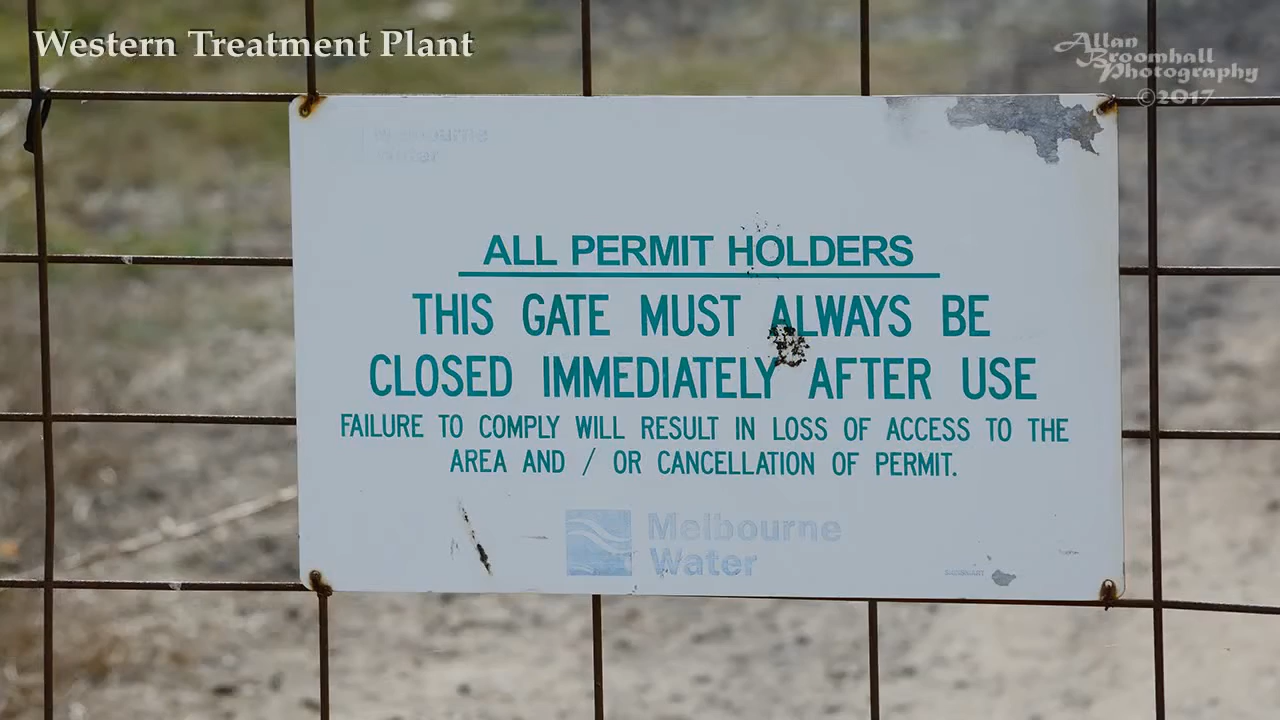 Western Treatment Plant
Allan
Broomhall
Photography
©2017
Melbourne
Water
ALL PERMIT HOLDERS
THIS GATE MUST ALWAYS BE
CLOSED IMMEDIATELY AFTER USE
FAILURE TO COMPLY WILL RESULT IN LOSS OF ACCESS TO THE
AREA AND / OR CANCELLATION OF PERMIT.
Melbourne
Water